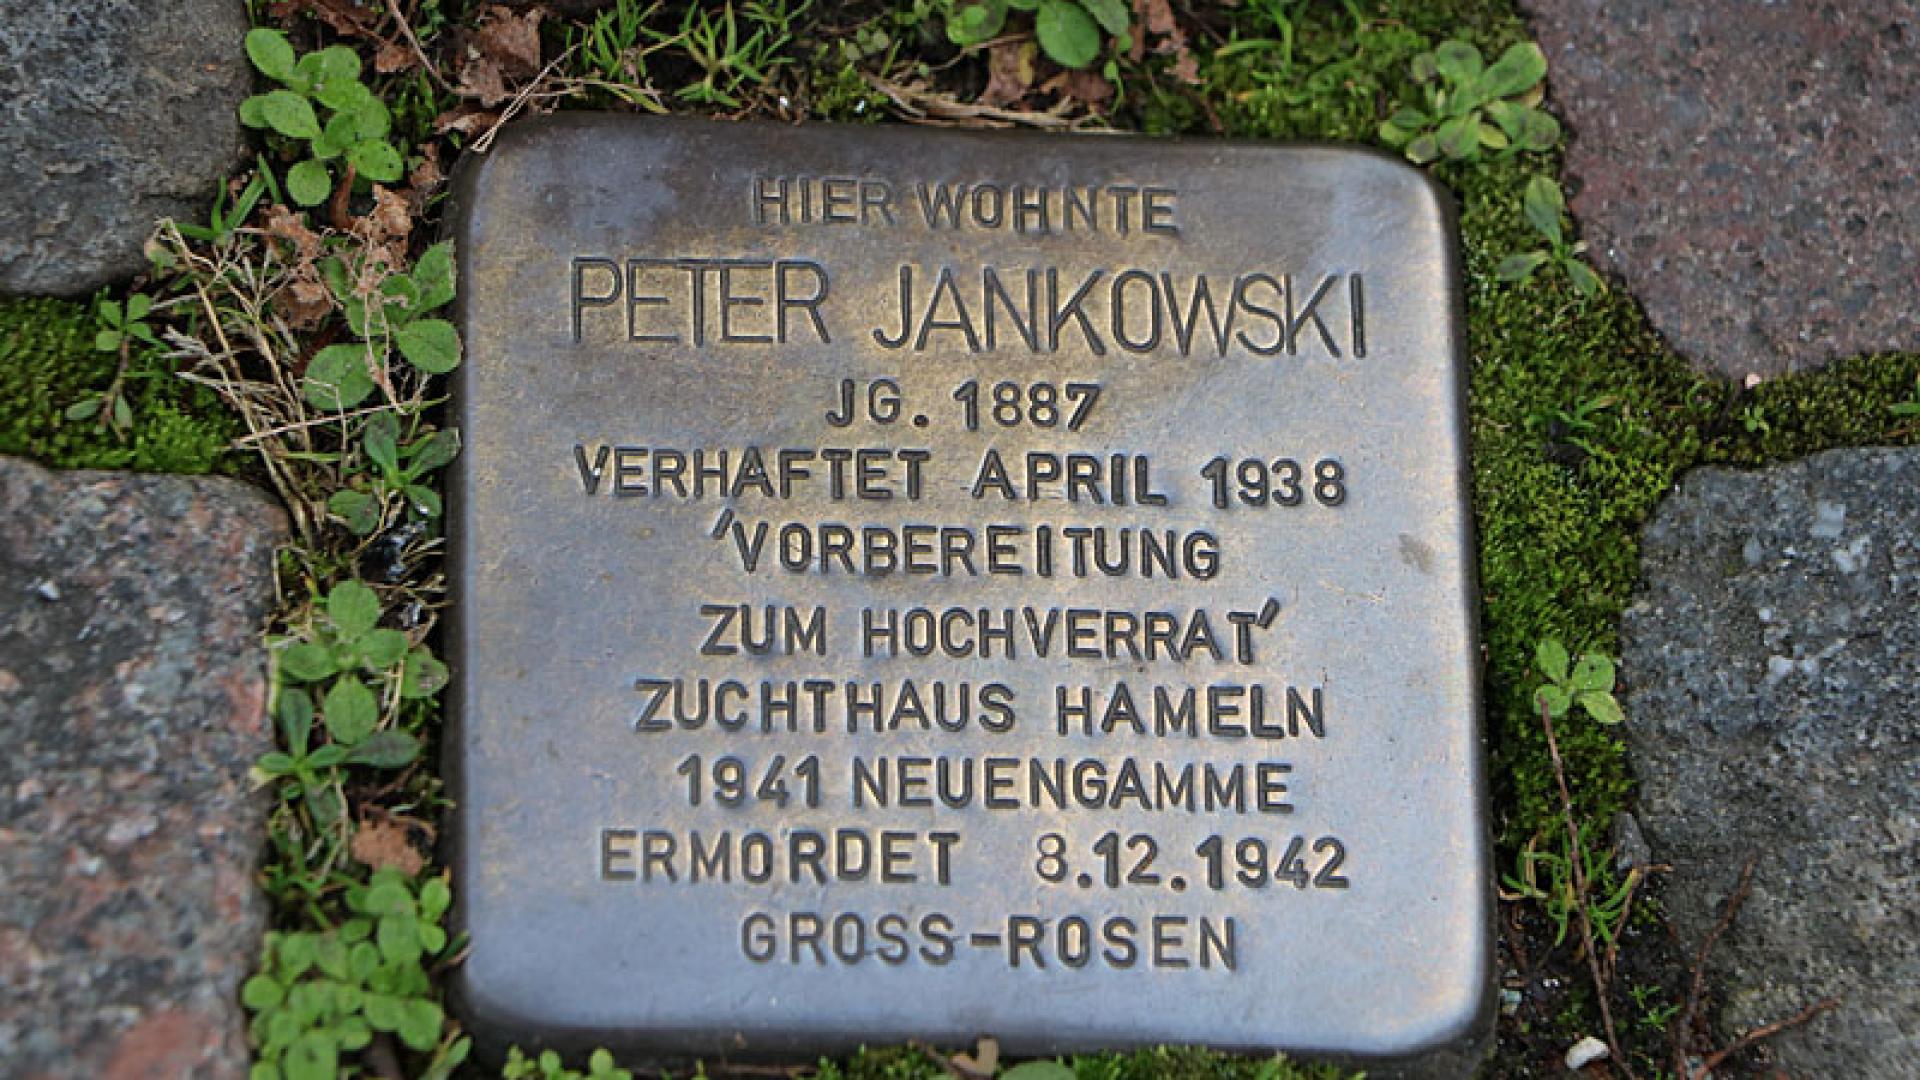 HIER WOHNTE
PETER JANKOWSKI
JG. 1887
VERHAFTET APRIL 1938
'VORBEREITUNG
ZUM HOCHVERRAT'
ZUCHTHAUS HAMELN
1941 NEUENGAMME
ERMORDET 8.12.1942
GROSS-ROSEN